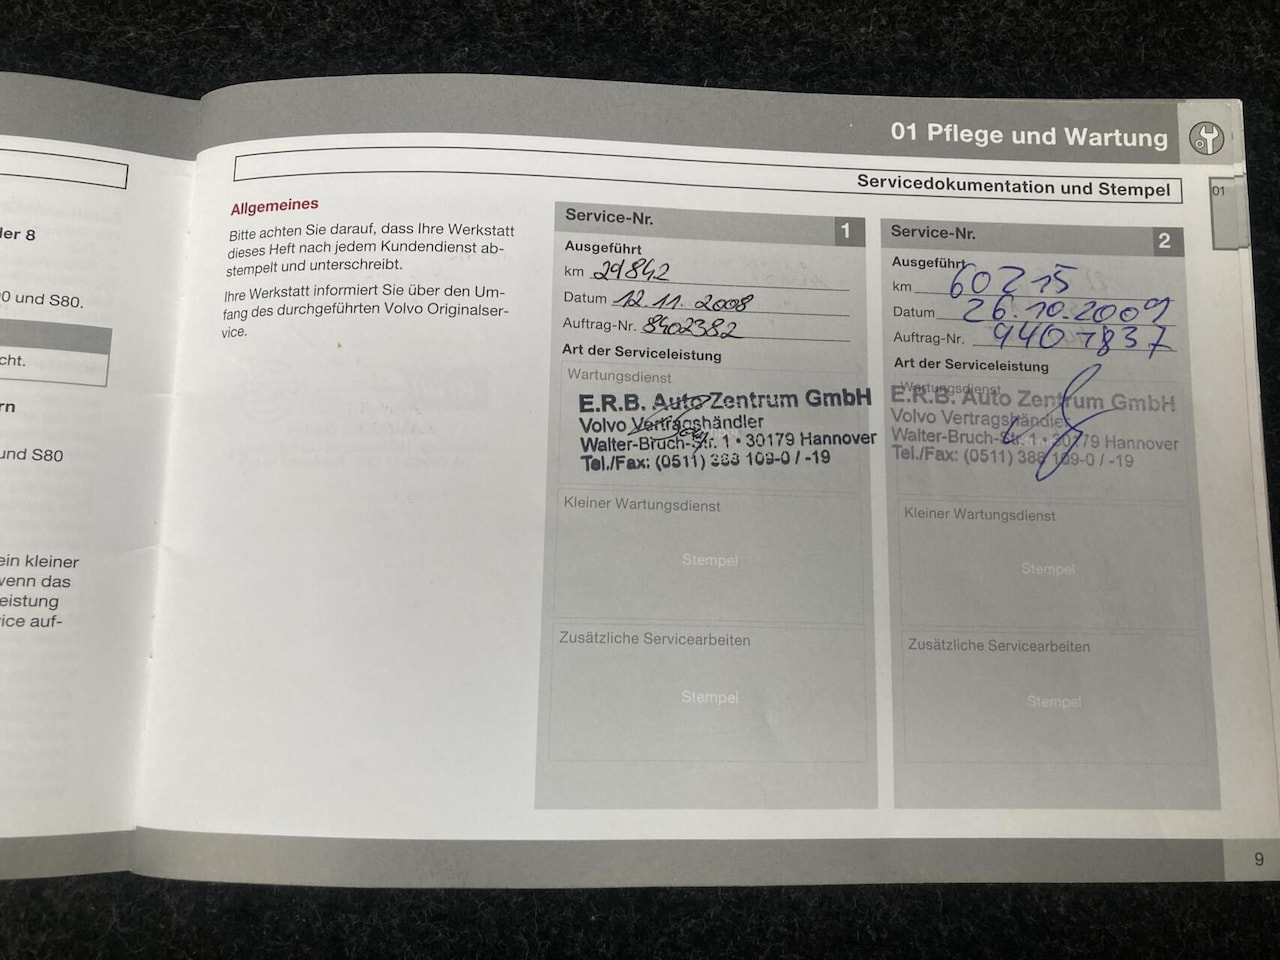 ler 8
0 und S80.
cht.
rn
und S80
ein kleiner
wenn das
eistung
ice auf-
01 Pflege und Wartung
Servicedokumentation und Stempel
01
Allgemeines
Bitte achten Sie darauf, dass Ihre Werkstatt
dieses Heft nach jedem Kundendienst ab-
stempelt und unterschreibt.
Ihre Werkstatt informiert Sie über den Um-
fang des durchgeführten Volvo Originalser-
vice.
Service-Nr. 1
Ausgeführt
km 29842
Datum 12.11.2008
Auftrag-Nr. 8402382
Art der Serviceleistung
Wartungsdienst
E.R.B. Auto Zentrum GmbH
Volvo Vertragshändler
Walter-Bruch-Str. 1 • 30179 Hannover
Tel./Fax: (0511) 388 109-0 / -19
Kleiner Wartungsdienst
Stempel
Zusätzliche Servicearbeiten
Stempel
Service-Nr. 2
Ausgeführt
km 60215
Datum 26.10.2009
Auftrag-Nr. 9401837
Art der Serviceleistung
Wartungsdienst
E.R.B. Auto Zentrum GmbH
Volvo Vertragshändler
Walter-Bruch-Str. 1 • 30179 Hannover
Tel./Fax: (0511) 388 109-0 / -19
Kleiner Wartungsdienst
Stempel
Zusätzliche Servicearbeiten
Stempel
9